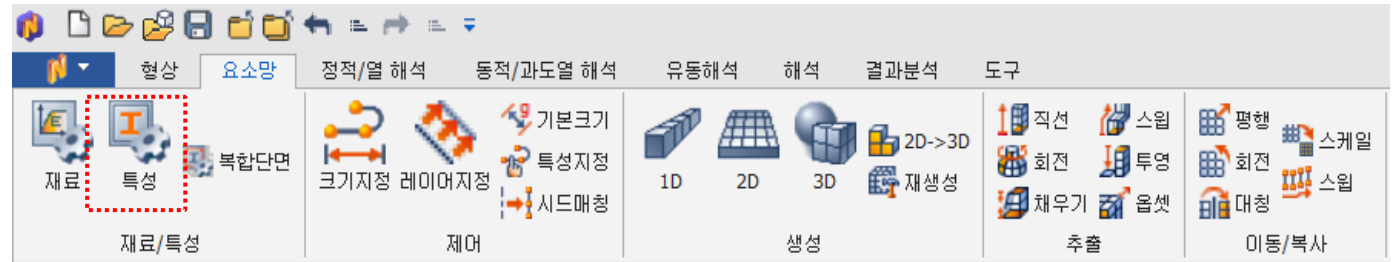 형상 요소망 정적/열 해석 동적/과도열 해석 유동해석 해석 결과분석 도구
재료 특성 복합단면
재료/특성
크기지정 레이어지정 기본크기
특성지정
시드매칭
제어
1D 2D 3D 2D->3D
재생성
생성
직선 스윕
회전 투영
채우기 옵셋
추출
평행 스케일
회전 스윕
대칭
이동/복사